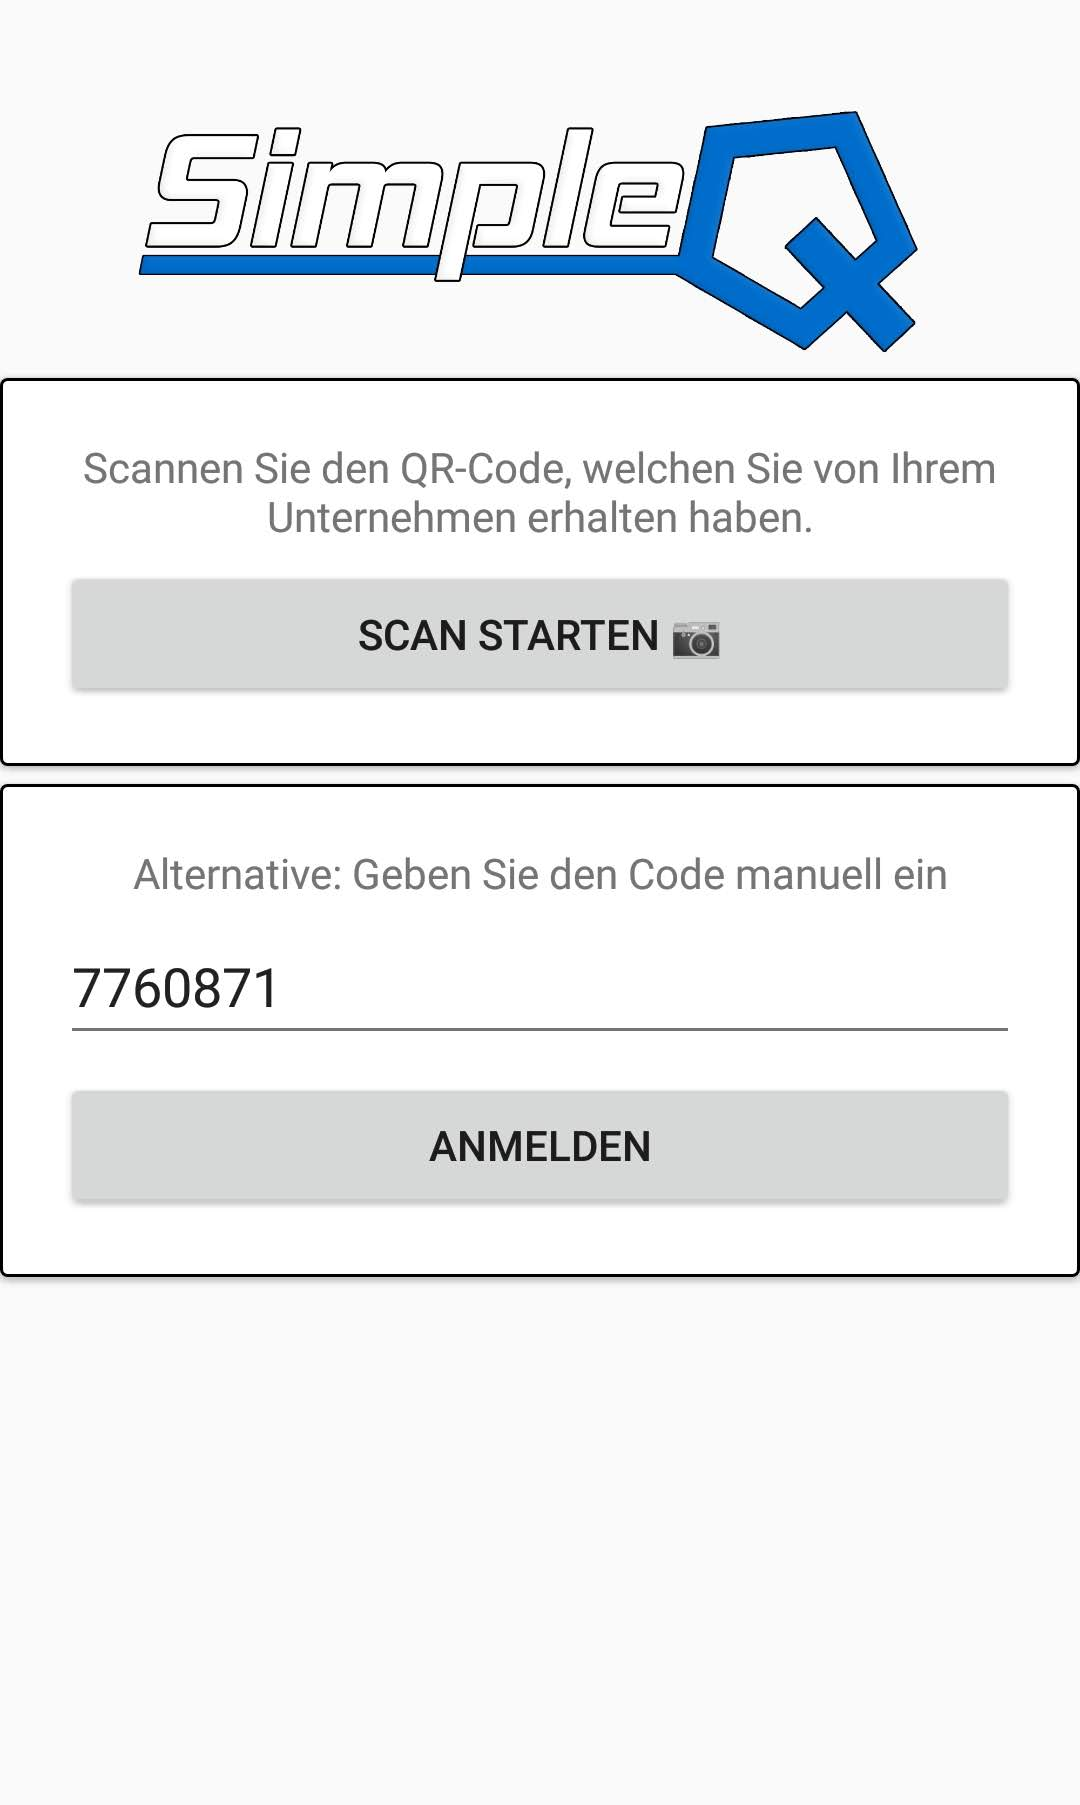 SimpleQ
Scannen Sie den QR-Code, welchen Sie von Ihrem
Unternehmen erhalten haben.
SCAN STARTEN 📷
Alternative: Geben Sie den Code manuell ein
7760871
ANMELDEN